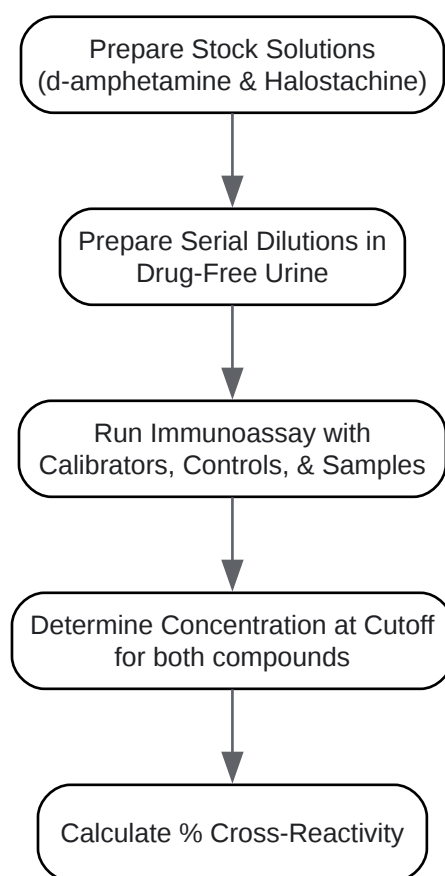 Prepare Stock Solutions
(d-amphetamine & Halostachine)
Prepare Serial Dilutions in
Drug-Free Urine
Run Immunoassay with
Calibrators, Controls, & Samples
Determine Concentration at Cutoff
for both compounds
Calculate % Cross-Reactivity